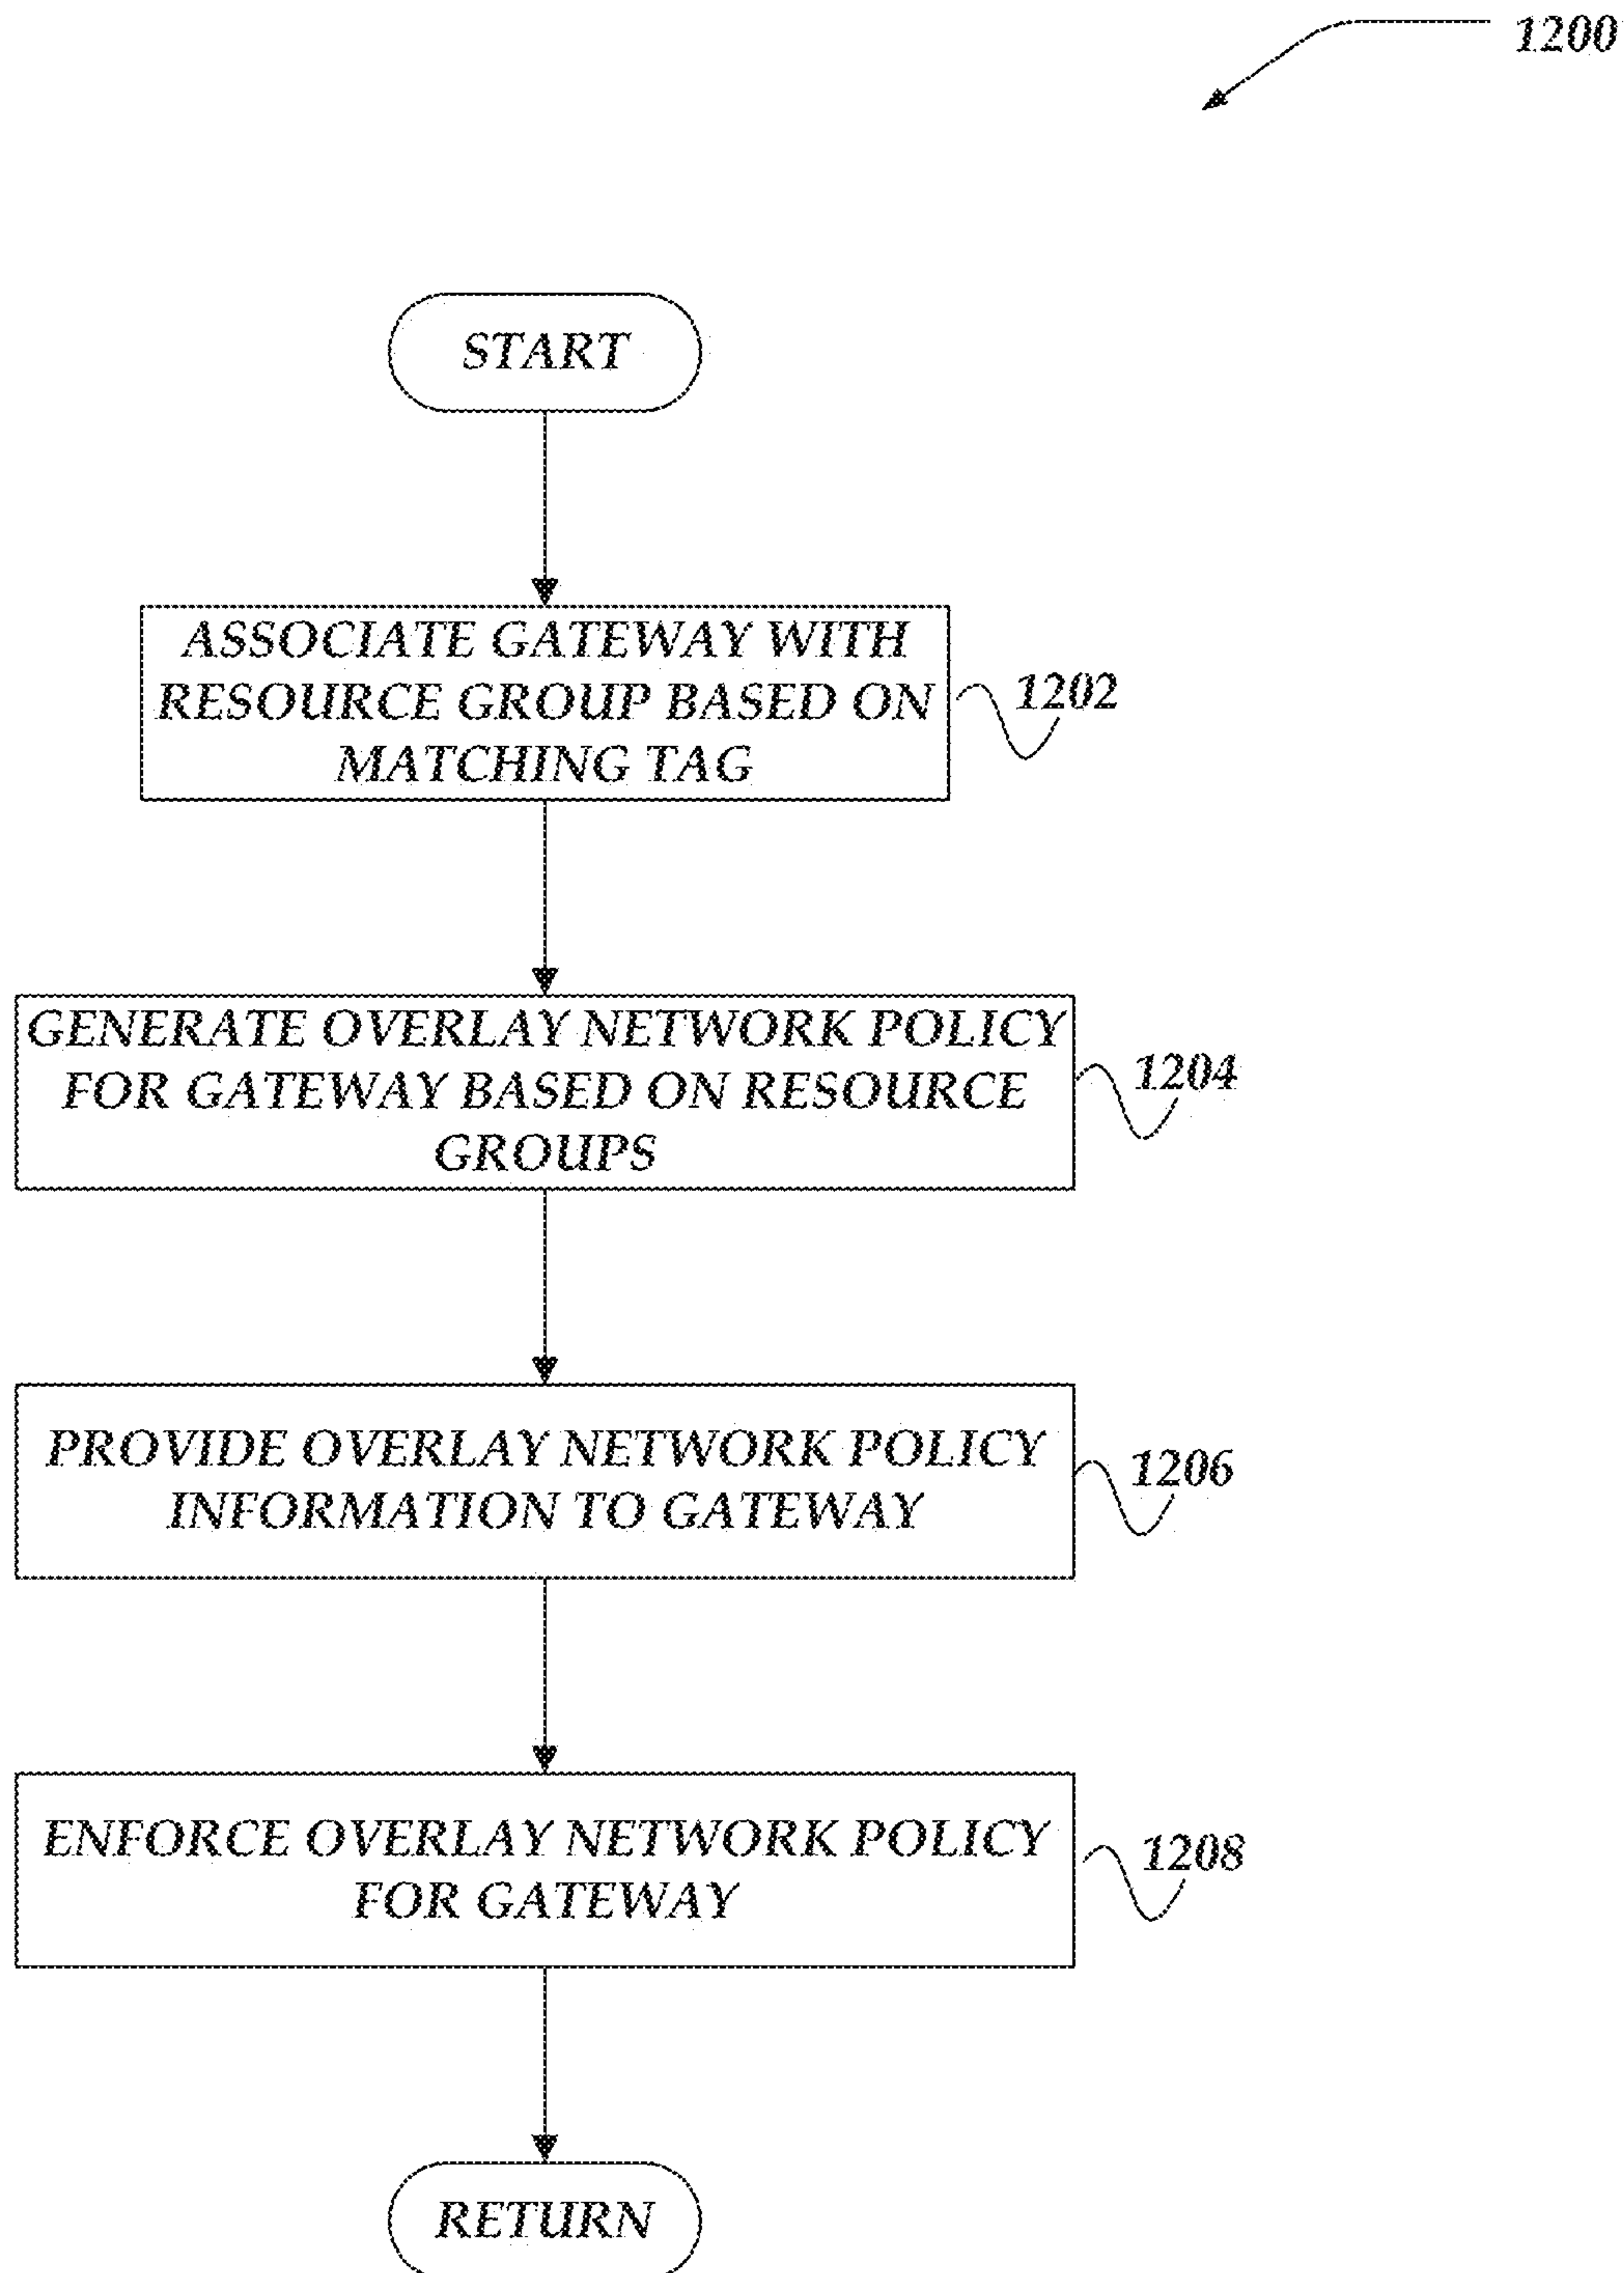 1200
START
ASSOCIATE GATEWAY WITH
RESOURCE GROUP BASED ON
MATCHING TAG
1202
GENERATE OVERLAY NETWORK POLICY
FOR GATEWAY BASED ON RESOURCE
GROUPS
1204
PROVIDE OVERLAY NETWORK POLICY
INFORMATION TO GATEWAY
1206
ENFORCE OVERLAY NETWORK POLICY
FOR GATEWAY
1208
RETURN